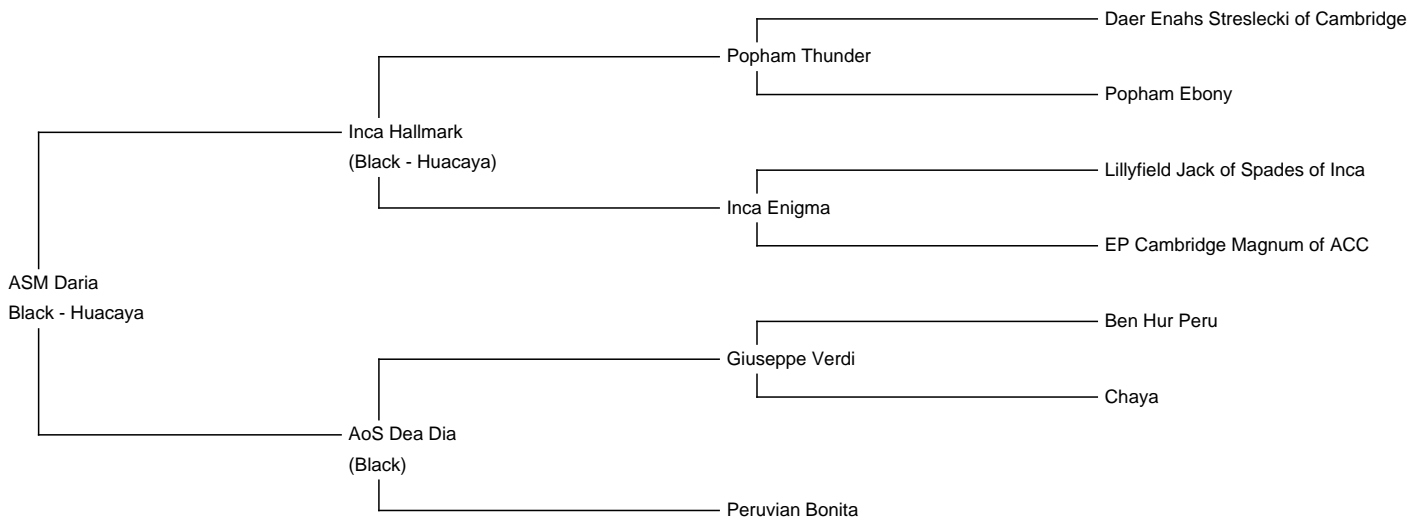 Daer Enahs Streslecki of Cambridge
Popham Thunder
Popham Ebony
Inca Hallmark
(Black - Huacaya)
Lillyfield Jack of Spades of Inca
Inca Enigma
EP Cambridge Magnum of ACC
ASM Daria
Black - Huacaya
Ben Hur Peru
Giuseppe Verdi
Chaya
AoS Dea Dia
(Black)
Peruvian Bonita